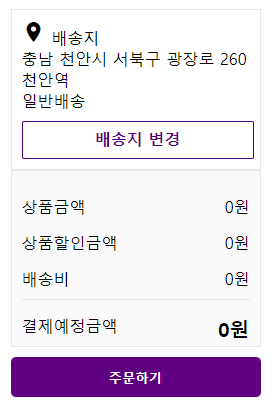 배송지
충남 천안시 서북구 광장로 260
천안역
일반배송
배송지 변경
상품금액 0원
상품할인금액 0원
배송비 0원
결제예정금액 0원
주문하기